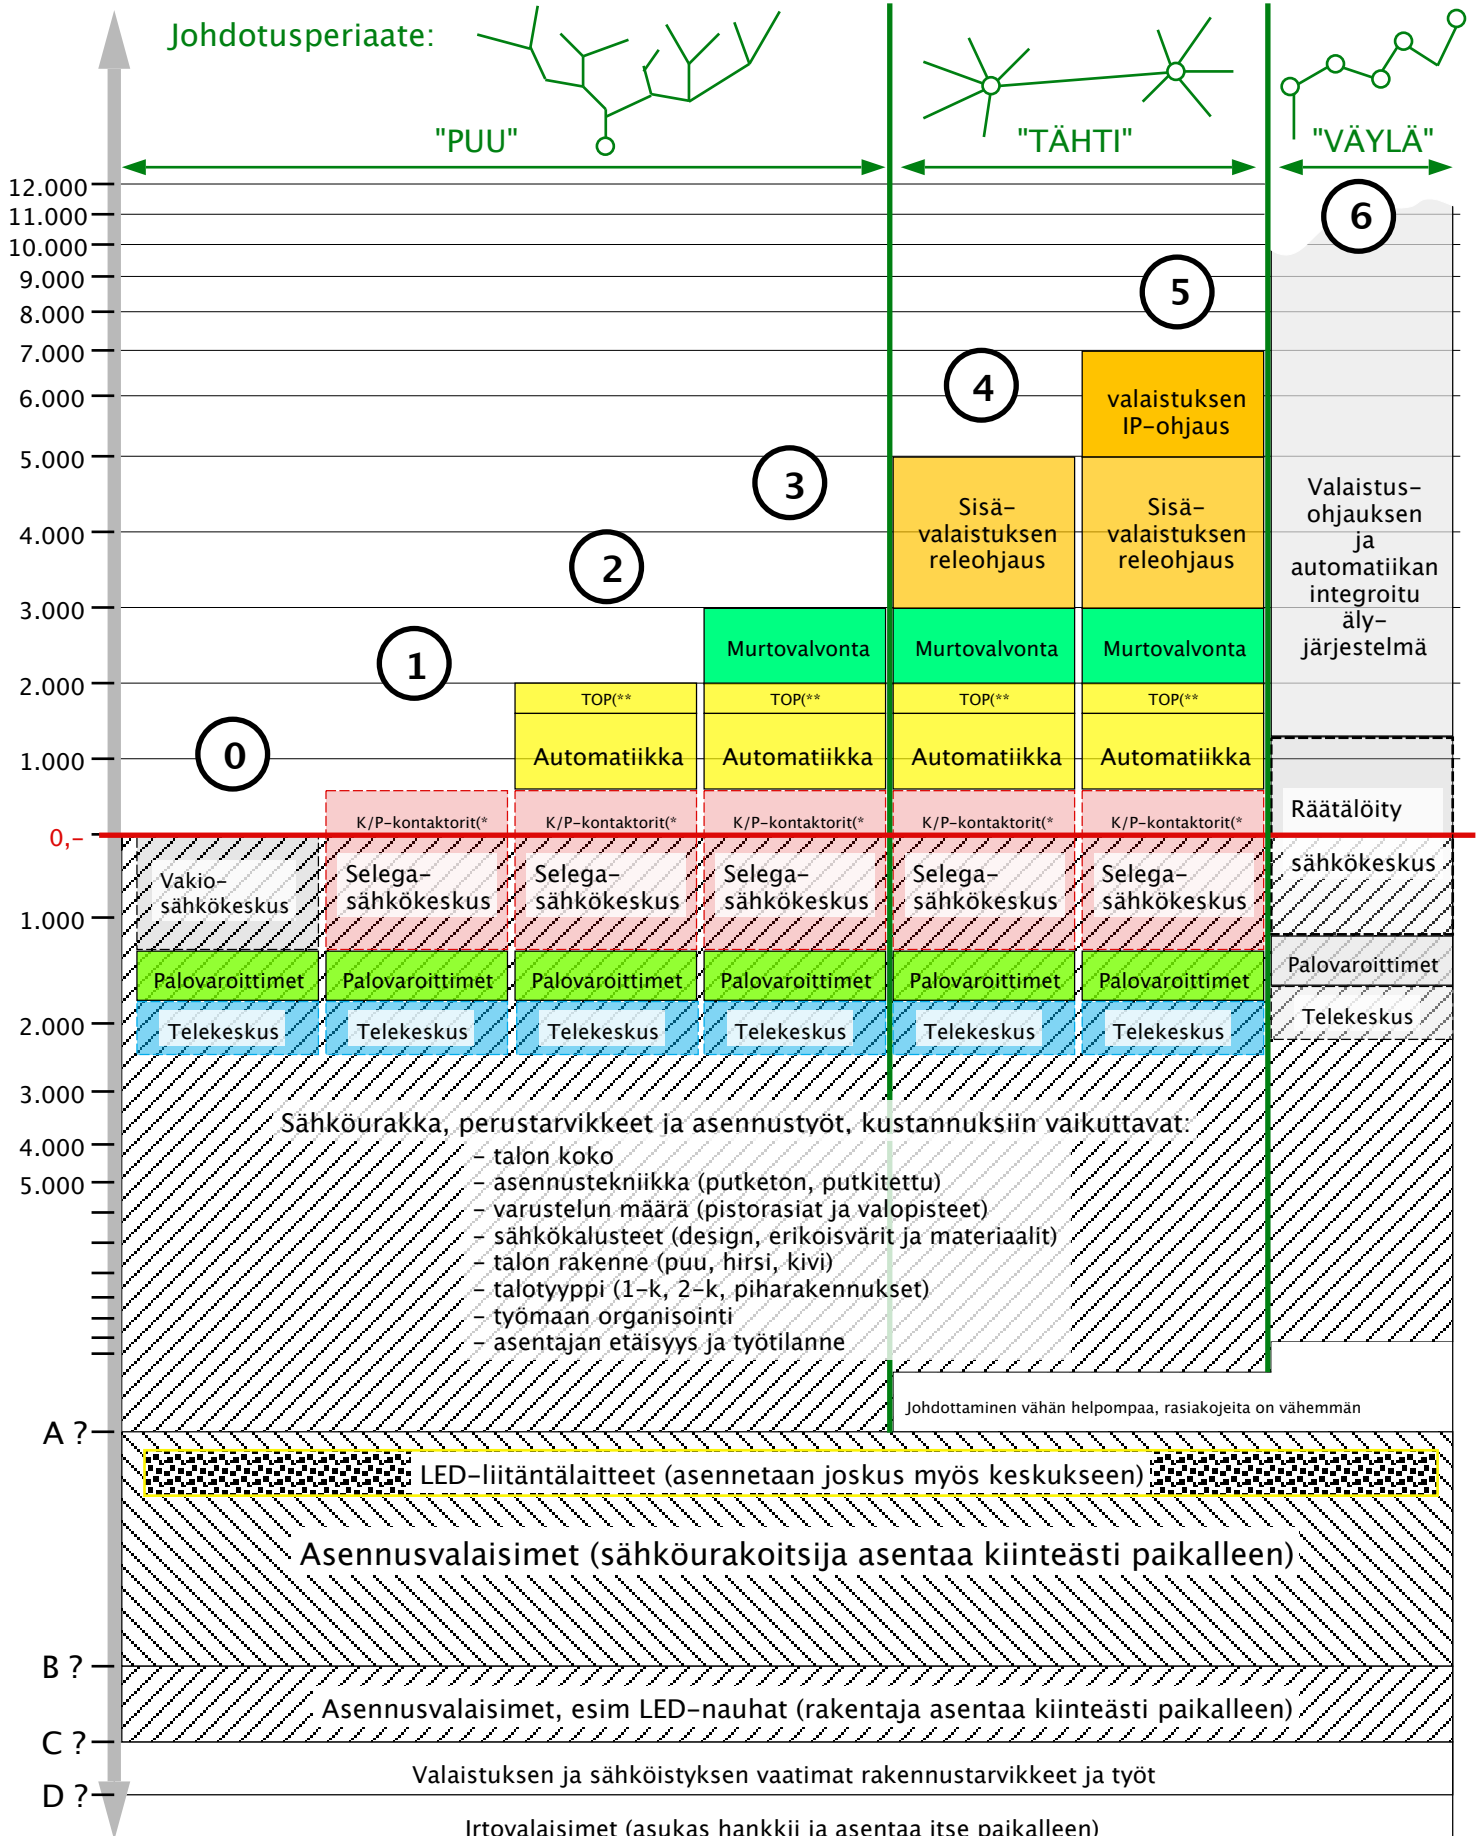 Johdotusperiaate:
"PUU"
"TÄHTI"
"VÄYLÄ"
12.000
11.000
10.000
9.000
8.000
7.000
6.000
5.000
4.000
3.000
2.000
1.000
0,-
1.000
2.000
3.000
4.000
5.000
A ?
B ?
C ?
D ?
0
1
2
3
4
5
6
Vakio-
sähkökeskus
Palovaroittimet
Telekeskus
K/P-kontaktorit(*
Selega-
sähkökeskus
Palovaroittimet
Telekeskus
TOP(**
Automatiikka
K/P-kontaktorit(*
Selega-
sähkökeskus
Palovaroittimet
Telekeskus
Murtovalvonta
TOP(**
Automatiikka
K/P-kontaktorit(*
Selega-
sähkökeskus
Palovaroittimet
Telekeskus
Sisä-
valaistuksen
releohjaus
Murtovalvonta
TOP(**
Automatiikka
K/P-kontaktorit(*
Selega-
sähkökeskus
Palovaroittimet
Telekeskus
valaistuksen
IP-ohjaus
Sisä-
valaistuksen
releohjaus
Murtovalvonta
TOP(**
Automatiikka
K/P-kontaktorit(*
Selega-
sähkökeskus
Palovaroittimet
Telekeskus
Valaistus-
ohjauksen
ja
automatiikan
integroitu
äly-
järjestelmä
Räätälöity
sähkökeskus
Palovaroittimet
Telekeskus
Sähköurakka, perustarvikkeet ja asennustyöt, kustannuksiin vaikuttavat:
- talon koko
- asennustekniikka (putketon, putkitettu)
- varustelun määrä (pistorasiat ja valopisteet)
- sähkökalusteet (design, erikoisvärit ja materiaalit)
- talon rakenne (puu, hirsi, kivi)
- talotyyppi (1-k, 2-k, piharakennukset)
- työmaan organisointi
- asentajan etäisyys ja työtilanne
Johdottaminen vähän helpompaa, rasiakojeita on vähemmän
LED-liitäntälaitteet (asennetaan joskus myös keskukseen)
Asennusvalaisimet (sähköurakoitsija asentaa kiinteästi paikalleen)
Asennusvalaisimet, esim LED-nauhat (rakentaja asentaa kiinteästi paikalleen)
Valaistuksen ja sähköistyksen vaatimat rakennustarvikkeet ja työt
Irtovalaisimet (asukas hankkii ja asentaa itse paikalleen)